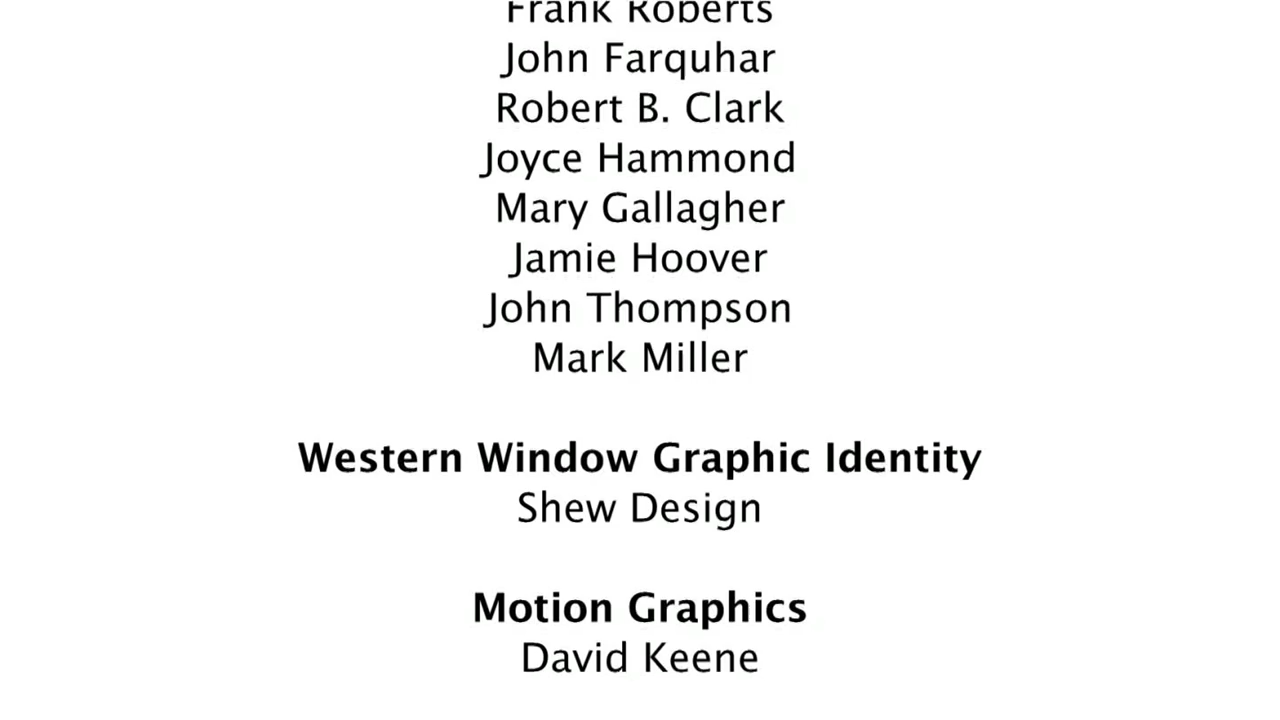 Frank Roberts
John Farquhar
Robert B. Clark
Joyce Hammond
Mary Gallagher
Jamie Hoover
John Thompson
Mark Miller
Western Window Graphic Identity
Shew Design
Motion Graphics
David Keene